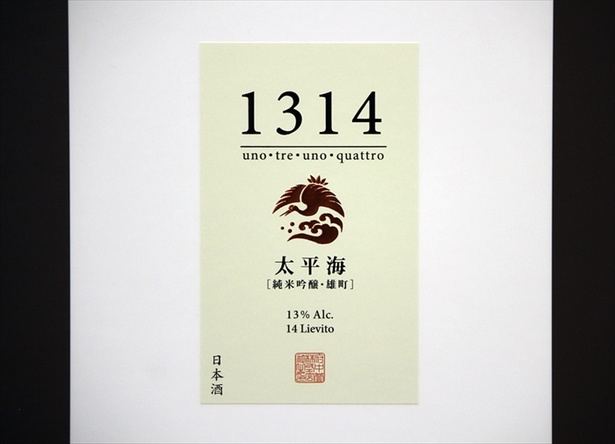 1314
uno•tre•uno•quattro
太平海
[純米吟醸・雄町]
13% Alc.
14 Lievito
日本酒